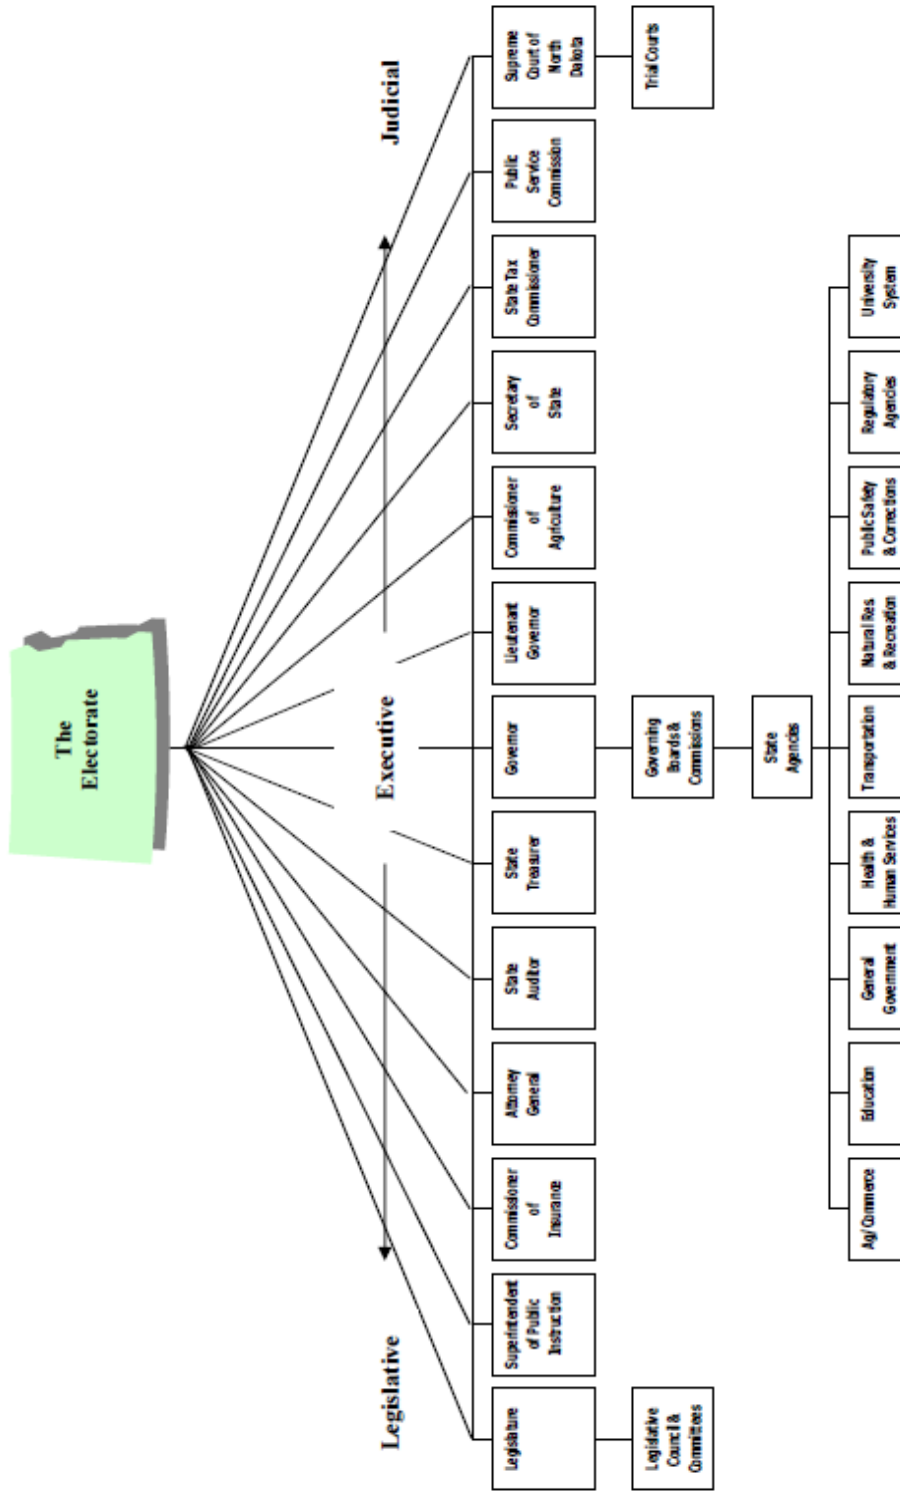 The
Electorate
Legislative
Executive
Judicial
Legislature
Superintendent
of Public
Instruction
Commissioner
of
Insurance
Attorney
General
State
Auditor
State
Treasurer
Governor
Lieutenant
Governor
Commissioner
of
Agriculture
Secretary
of
State
State Tax
Commissioner
Public
Service
Commission
Supreme
Court of
North
Dakota
Legislative
Council &
Committees
Governing
Boards &
Commissions
Trial Courts
State
Agencies
Ag/Commerce
Education
General
Government
Health &
Human Services
Transportation
Natural Res.
& Recreation
Public Safety
& Corrections
Regulatory
Agencies
University
System